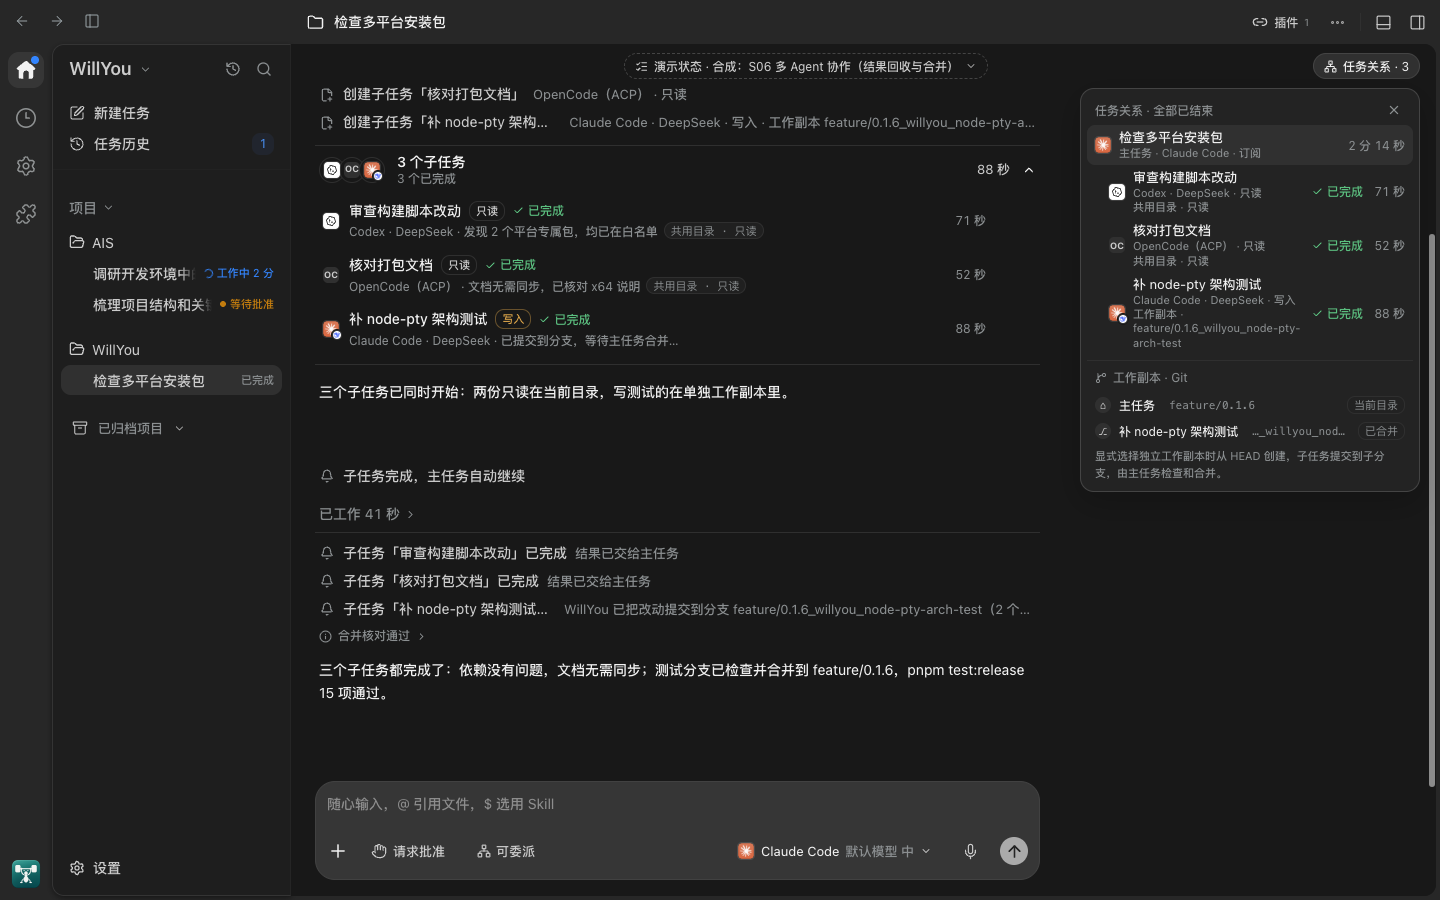 检查多平台安装包
插件 1
WillYou
新建任务
任务历史 1
项目
AIS
调研开发环境中 工作中 2 分
梳理项目结构和关 等待批准
WillYou
检查多平台安装包 已完成
已归档项目
设置
演示状态 · 合成：S06 多 Agent 协作（结果回收与合并）
创建子任务「核对打包文档」 OpenCode（ACP） · 只读
创建子任务「补 node-pty 架构... Claude Code · DeepSeek · 写入 · 工作副本 feature/0.1.6_willyou_node-pty-a...
OC
3 个子任务
3 个已完成
88 秒
审查构建脚本改动 只读 已完成
Codex · DeepSeek · 发现 2 个平台专属包，均已在白名单 共用目录 · 只读
71 秒
OC
核对打包文档 只读 已完成
OpenCode（ACP） · 文档无需同步，已核对 x64 说明 共用目录 · 只读
52 秒
补 node-pty 架构测试 写入 已完成
Claude Code · DeepSeek · 已提交到分支，等待主任务合并...
88 秒
三个子任务已同时开始：两份只读在当前目录，写测试的在单独工作副本里。
子任务完成，主任务自动继续
已工作 41 秒
子任务「审查构建脚本改动」已完成 结果已交给主任务
子任务「核对打包文档」已完成 结果已交给主任务
子任务「补 node-pty 架构测试... WillYou 已把改动提交到分支 feature/0.1.6_willyou_node-pty-arch-test（2 个...
合并核对通过
三个子任务都完成了：依赖没有问题，文档无需同步；测试分支已检查并合并到 feature/0.1.6，pnpm test:release
15 项通过。
随心输入，@ 引用文件，$ 选用 Skill
请求批准
可委派
Claude Code 默认模型 中
任务关系 · 3
任务关系 · 全部已结束
检查多平台安装包
主任务 · Claude Code · 订阅
2 分 14 秒
审查构建脚本改动
Codex · DeepSeek · 只读
共用目录 · 只读
已完成 71 秒
OC
核对打包文档
OpenCode（ACP） · 只读
共用目录 · 只读
已完成 52 秒
补 node-pty 架构测试
Claude Code · DeepSeek · 写入
工作副本 ·
feature/0.1.6_willyou_node-pty-
arch-test
已完成 88 秒
工作副本 · Git
主任务 feature/0.1.6 当前目录
补 node-pty 架构测试 …_willyou_nod… 已合并
显式选择独立工作副本时从 HEAD 创建，子任务提交到子分
支，由主任务检查和合并。